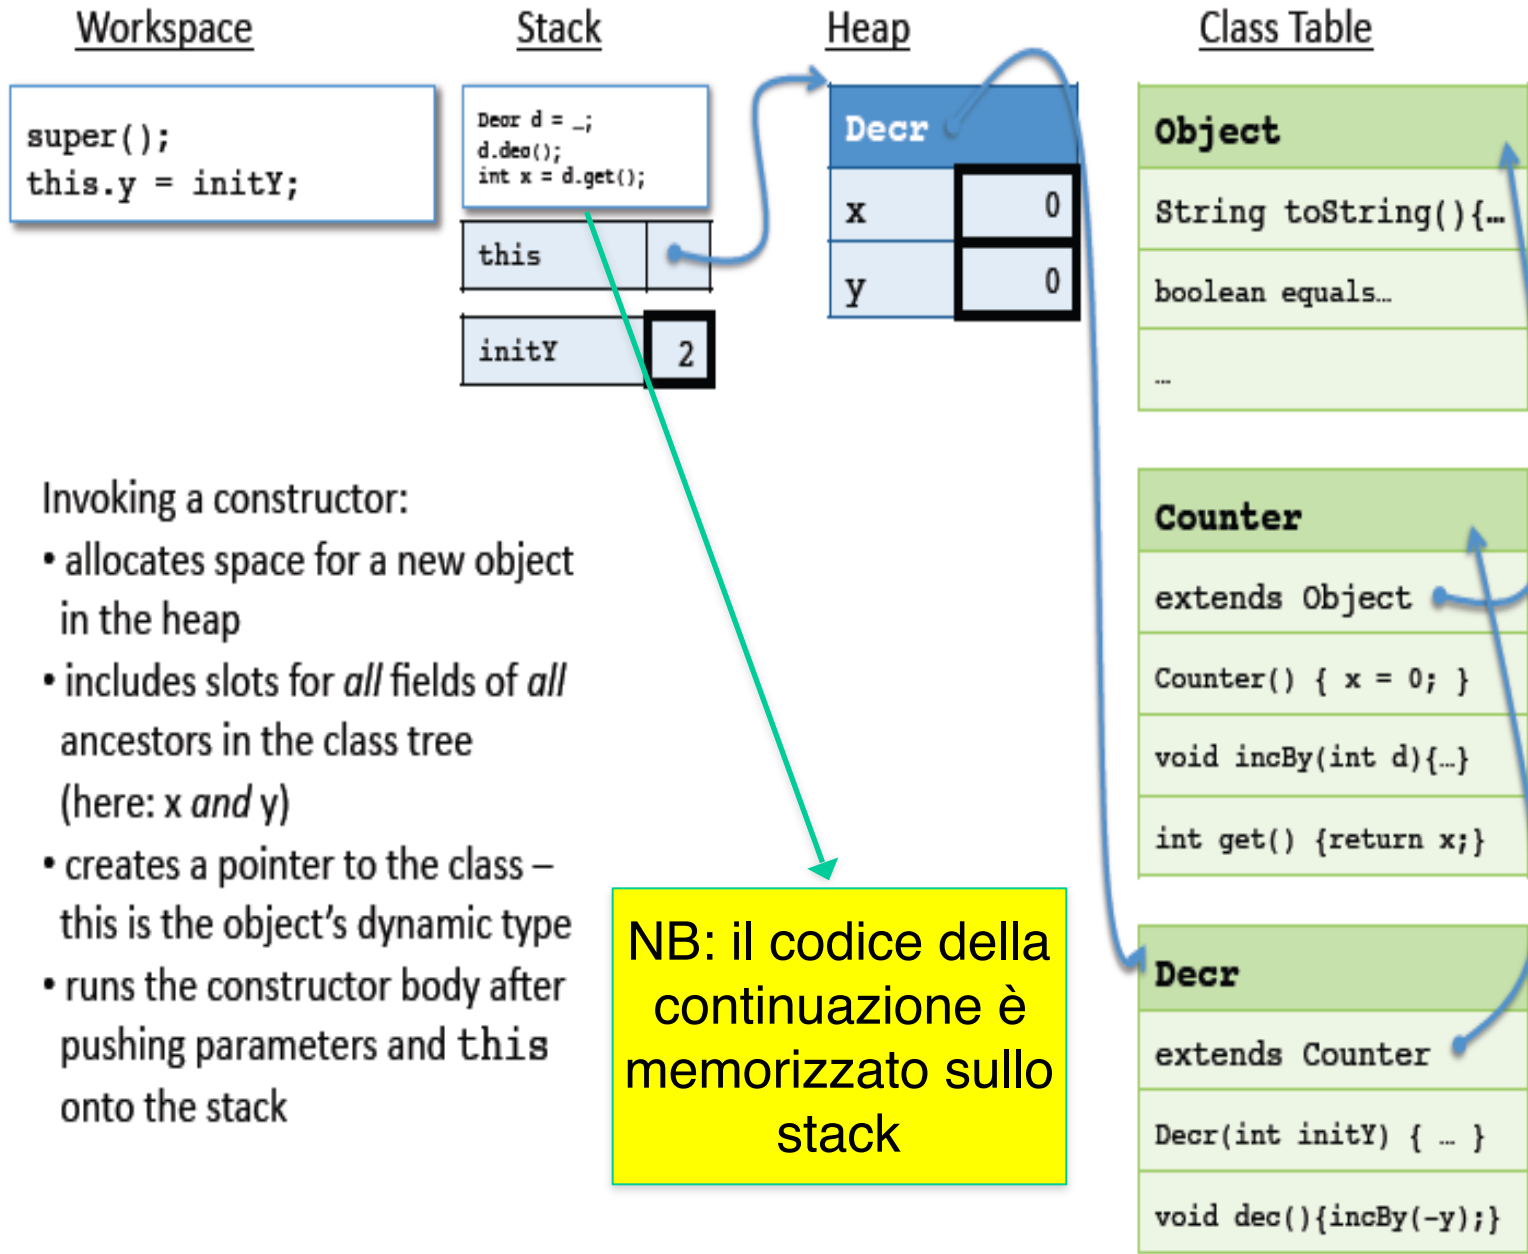 Workspace
Stack
Heap
Class Table
super();
this.y = initY;
Decr d = _;
d.dec();
int x = d.get();
this
initY
2
Decr
x
0
y
0
Object
String toString(){…
boolean equals…
…
Counter
extends Object
Counter() { x = 0; }
void incBy(int d){…}
int get() {return x;}
Decr
extends Counter
Decr(int initY) { … }
void dec(){incBy(-y);}
Invoking a constructor:
• allocates space for a new object
in the heap
• includes slots for all fields of all
ancestors in the class tree
(here: x and y)
• creates a pointer to the class –
this is the object’s dynamic type
• runs the constructor body after
pushing parameters and this
onto the stack
NB: il codice della
continuazione è
memorizzato sullo
stack